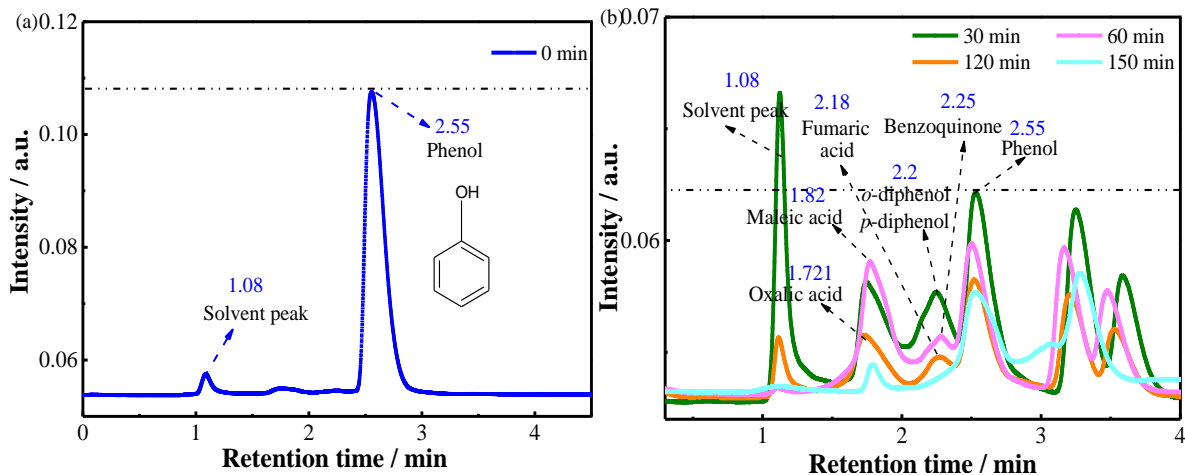 (a)
0.12
0.10
0.08
0.06
Intensity / a.u.
0 min
2.55
Phenol
OH
1.08
Solvent peak
0
1
2
3
4
Retention time / min
(b)
0.07
0.06
Intensity / a.u.
30 min
60 min
120 min
150 min
1.08
Solvent peak
2.18
Fumaric
acid
2.25
Benzoquinone
2.55
Phenol
2.2
o-diphenol
p-diphenol
1.82
Maleic acid
1.721
Oxalic acid
1
2
3
4
Retention time / min